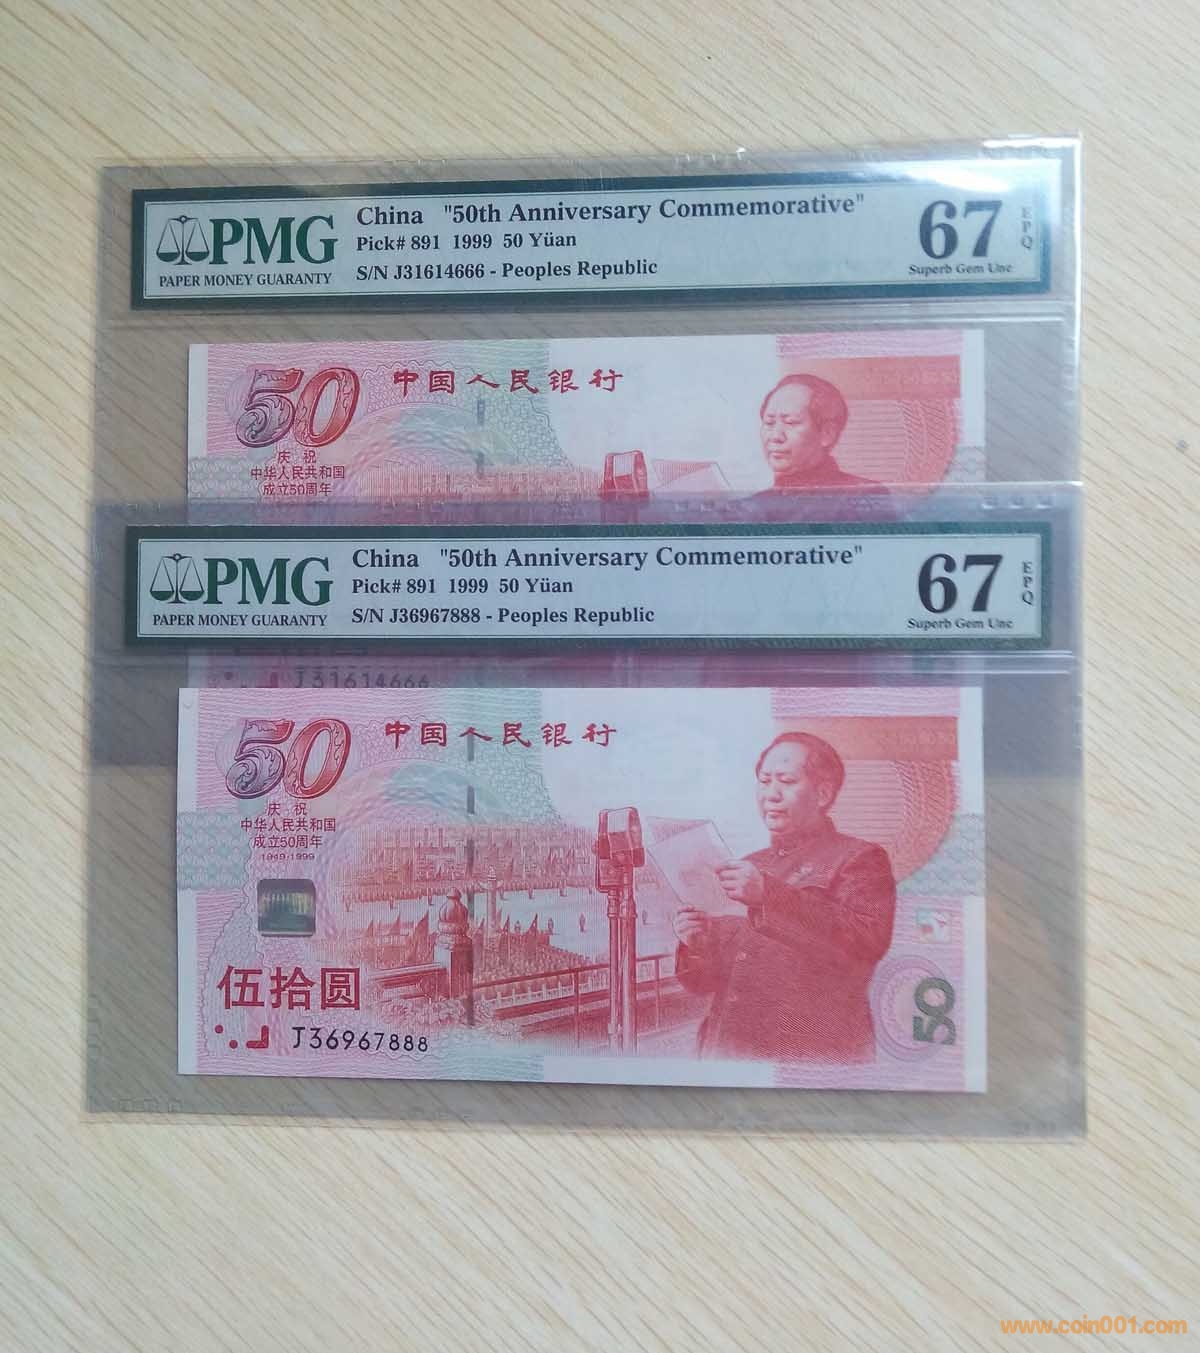 PMG
PAPER MONEY GUARANTY
China "50th Anniversary Commemorative"
Pick# 891 1999 50 Yüan
S/N J31614666 - Peoples Republic
67
EPQ
Superb Gem Unc
50
中国人民银行
庆祝
中华人民共和国
成立50周年
PMG
PAPER MONEY GUARANTY
China "50th Anniversary Commemorative"
Pick# 891 1999 50 Yüan
S/N J36967888 - Peoples Republic
67
EPQ
Superb Gem Unc
J31614666
50
中国人民银行
庆祝
中华人民共和国
成立50周年
1949-1999
伍拾圆
J36967888
50
www.coin001.com